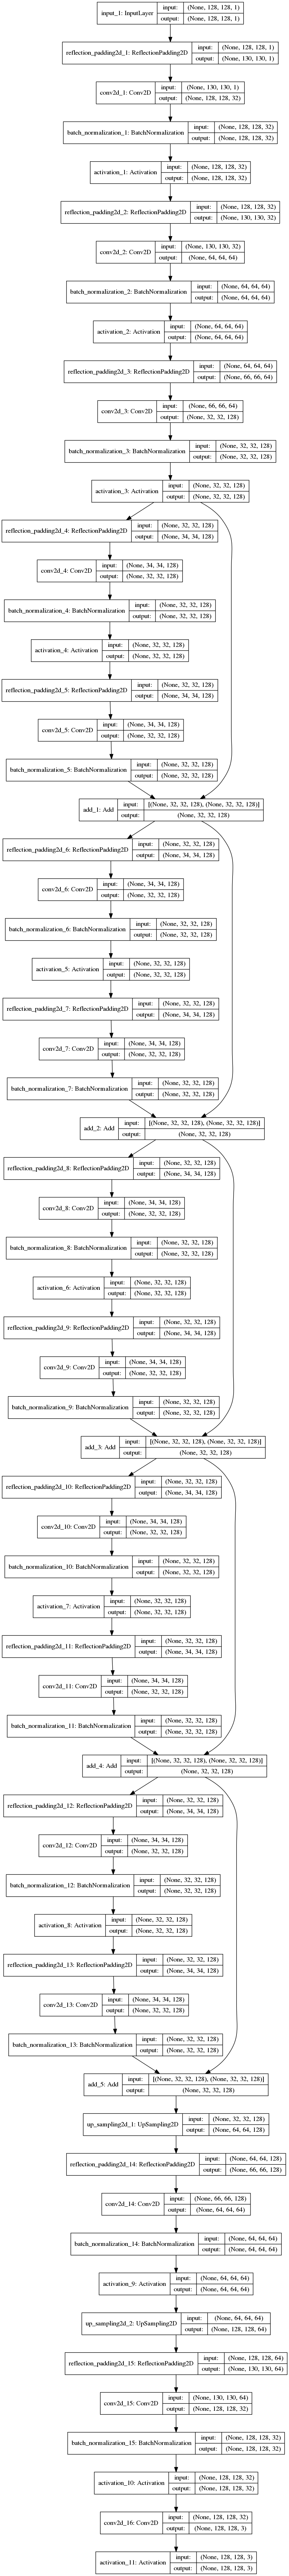 input_1: InputLayer input: (None, 128, 128, 1)
output: (None, 128, 128, 1)
reflection_padding2d_1: ReflectionPadding2D input: (None, 128, 128, 1)
output: (None, 130, 130, 1)
conv2d_1: Conv2D input: (None, 130, 130, 1)
output: (None, 128, 128, 32)
batch_normalization_1: BatchNormalization input: (None, 128, 128, 32)
output: (None, 128, 128, 32)
activation_1: Activation input: (None, 128, 128, 32)
output: (None, 128, 128, 32)
reflection_padding2d_2: ReflectionPadding2D input: (None, 128, 128, 32)
output: (None, 130, 130, 32)
conv2d_2: Conv2D input: (None, 130, 130, 32)
output: (None, 64, 64, 64)
batch_normalization_2: BatchNormalization input: (None, 64, 64, 64)
output: (None, 64, 64, 64)
activation_2: Activation input: (None, 64, 64, 64)
output: (None, 64, 64, 64)
reflection_padding2d_3: ReflectionPadding2D input: (None, 64, 64, 64)
output: (None, 66, 66, 64)
conv2d_3: Conv2D input: (None, 66, 66, 64)
output: (None, 32, 32, 128)
batch_normalization_3: BatchNormalization input: (None, 32, 32, 128)
output: (None, 32, 32, 128)
activation_3: Activation input: (None, 32, 32, 128)
output: (None, 32, 32, 128)
reflection_padding2d_4: ReflectionPadding2D input: (None, 32, 32, 128)
output: (None, 34, 34, 128)
conv2d_4: Conv2D input: (None, 34, 34, 128)
output: (None, 32, 32, 128)
batch_normalization_4: BatchNormalization input: (None, 32, 32, 128)
output: (None, 32, 32, 128)
activation_4: Activation input: (None, 32, 32, 128)
output: (None, 32, 32, 128)
reflection_padding2d_5: ReflectionPadding2D input: (None, 32, 32, 128)
output: (None, 34, 34, 128)
conv2d_5: Conv2D input: (None, 34, 34, 128)
output: (None, 32, 32, 128)
batch_normalization_5: BatchNormalization input: (None, 32, 32, 128)
output: (None, 32, 32, 128)
add_1: Add input: [(None, 32, 32, 128), (None, 32, 32, 128)]
output: (None, 32, 32, 128)
reflection_padding2d_6: ReflectionPadding2D input: (None, 32, 32, 128)
output: (None, 34, 34, 128)
conv2d_6: Conv2D input: (None, 34, 34, 128)
output: (None, 32, 32, 128)
batch_normalization_6: BatchNormalization input: (None, 32, 32, 128)
output: (None, 32, 32, 128)
activation_5: Activation input: (None, 32, 32, 128)
output: (None, 32, 32, 128)
reflection_padding2d_7: ReflectionPadding2D input: (None, 32, 32, 128)
output: (None, 34, 34, 128)
conv2d_7: Conv2D input: (None, 34, 34, 128)
output: (None, 32, 32, 128)
batch_normalization_7: BatchNormalization input: (None, 32, 32, 128)
output: (None, 32, 32, 128)
add_2: Add input: [(None, 32, 32, 128), (None, 32, 32, 128)]
output: (None, 32, 32, 128)
reflection_padding2d_8: ReflectionPadding2D input: (None, 32, 32, 128)
output: (None, 34, 34, 128)
conv2d_8: Conv2D input: (None, 34, 34, 128)
output: (None, 32, 32, 128)
batch_normalization_8: BatchNormalization input: (None, 32, 32, 128)
output: (None, 32, 32, 128)
activation_6: Activation input: (None, 32, 32, 128)
output: (None, 32, 32, 128)
reflection_padding2d_9: ReflectionPadding2D input: (None, 32, 32, 128)
output: (None, 34, 34, 128)
conv2d_9: Conv2D input: (None, 34, 34, 128)
output: (None, 32, 32, 128)
batch_normalization_9: BatchNormalization input: (None, 32, 32, 128)
output: (None, 32, 32, 128)
add_3: Add input: [(None, 32, 32, 128), (None, 32, 32, 128)]
output: (None, 32, 32, 128)
reflection_padding2d_10: ReflectionPadding2D input: (None, 32, 32, 128)
output: (None, 34, 34, 128)
conv2d_10: Conv2D input: (None, 34, 34, 128)
output: (None, 32, 32, 128)
batch_normalization_10: BatchNormalization input: (None, 32, 32, 128)
output: (None, 32, 32, 128)
activation_7: Activation input: (None, 32, 32, 128)
output: (None, 32, 32, 128)
reflection_padding2d_11: ReflectionPadding2D input: (None, 32, 32, 128)
output: (None, 34, 34, 128)
conv2d_11: Conv2D input: (None, 34, 34, 128)
output: (None, 32, 32, 128)
batch_normalization_11: BatchNormalization input: (None, 32, 32, 128)
output: (None, 32, 32, 128)
add_4: Add input: [(None, 32, 32, 128), (None, 32, 32, 128)]
output: (None, 32, 32, 128)
reflection_padding2d_12: ReflectionPadding2D input: (None, 32, 32, 128)
output: (None, 34, 34, 128)
conv2d_12: Conv2D input: (None, 34, 34, 128)
output: (None, 32, 32, 128)
batch_normalization_12: BatchNormalization input: (None, 32, 32, 128)
output: (None, 32, 32, 128)
activation_8: Activation input: (None, 32, 32, 128)
output: (None, 32, 32, 128)
reflection_padding2d_13: ReflectionPadding2D input: (None, 32, 32, 128)
output: (None, 34, 34, 128)
conv2d_13: Conv2D input: (None, 34, 34, 128)
output: (None, 32, 32, 128)
batch_normalization_13: BatchNormalization input: (None, 32, 32, 128)
output: (None, 32, 32, 128)
add_5: Add input: [(None, 32, 32, 128), (None, 32, 32, 128)]
output: (None, 32, 32, 128)
up_sampling2d_1: UpSampling2D input: (None, 32, 32, 128)
output: (None, 64, 64, 128)
reflection_padding2d_14: ReflectionPadding2D input: (None, 64, 64, 128)
output: (None, 66, 66, 128)
conv2d_14: Conv2D input: (None, 66, 66, 128)
output: (None, 64, 64, 64)
batch_normalization_14: BatchNormalization input: (None, 64, 64, 64)
output: (None, 64, 64, 64)
activation_9: Activation input: (None, 64, 64, 64)
output: (None, 64, 64, 64)
up_sampling2d_2: UpSampling2D input: (None, 64, 64, 64)
output: (None, 128, 128, 64)
reflection_padding2d_15: ReflectionPadding2D input: (None, 128, 128, 64)
output: (None, 130, 130, 64)
conv2d_15: Conv2D input: (None, 130, 130, 64)
output: (None, 128, 128, 32)
batch_normalization_15: BatchNormalization input: (None, 128, 128, 32)
output: (None, 128, 128, 32)
activation_10: Activation input: (None, 128, 128, 32)
output: (None, 128, 128, 32)
conv2d_16: Conv2D input: (None, 128, 128, 32)
output: (None, 128, 128, 3)
activation_11: Activation input: (None, 128, 128, 3)
output: (None, 128, 128, 3)